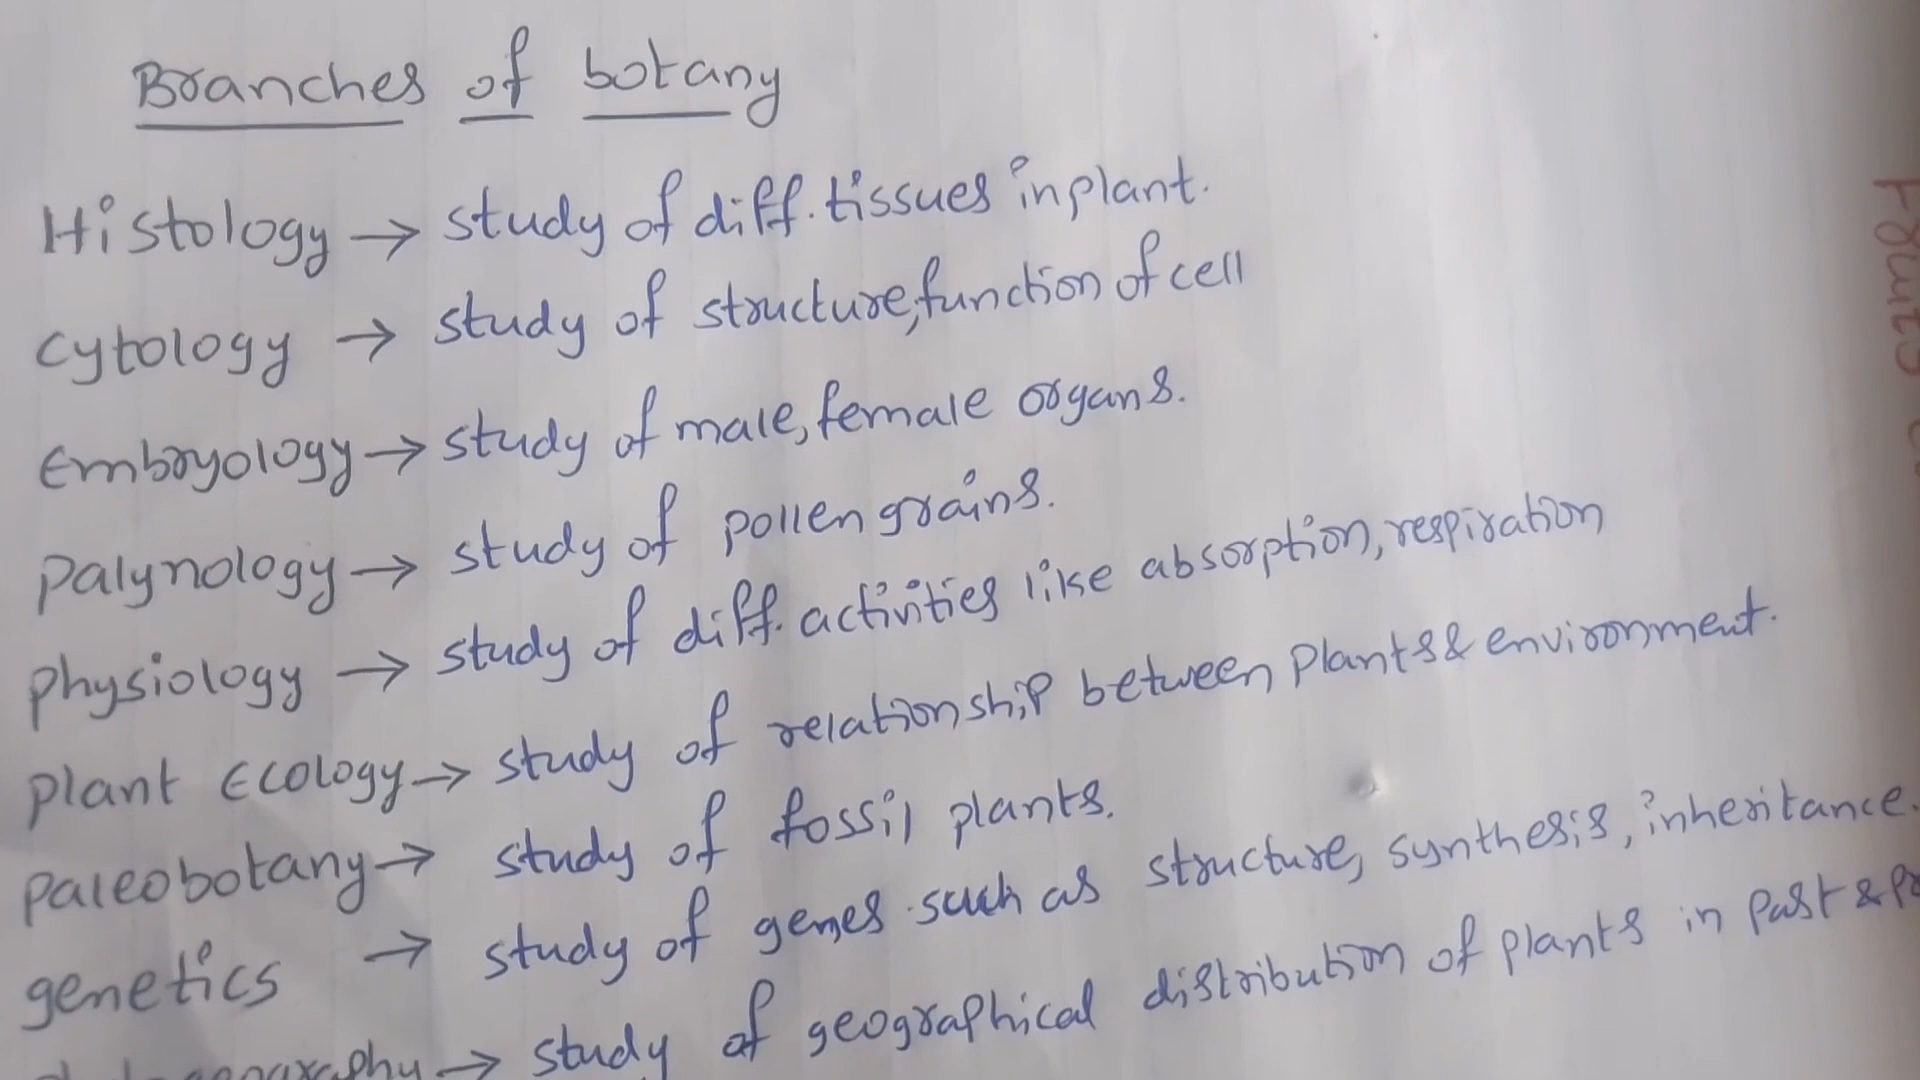 Branches of botany
Histology → study of diff. tissues in plant.
cytology → study of structure, function of cell
Embryology → study of male, female organs.
palynology → study of pollen grains.
physiology → study of diff. activities like absorption, respiration
plant Ecology → study of relationship between plants & environment.
paleobotany → study of fossil plants.
genetics → study of genes such as structure, synthesis, inheritance.
→ study of geographical distribution of plants in past &